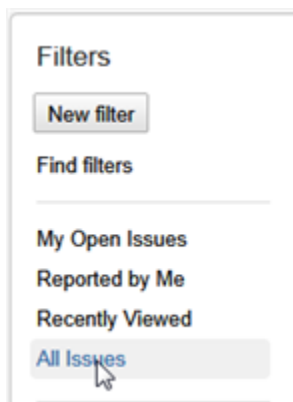 Filters
New filter
Find filters
My Open Issues
Reported by Me
Recently Viewed
All Issues